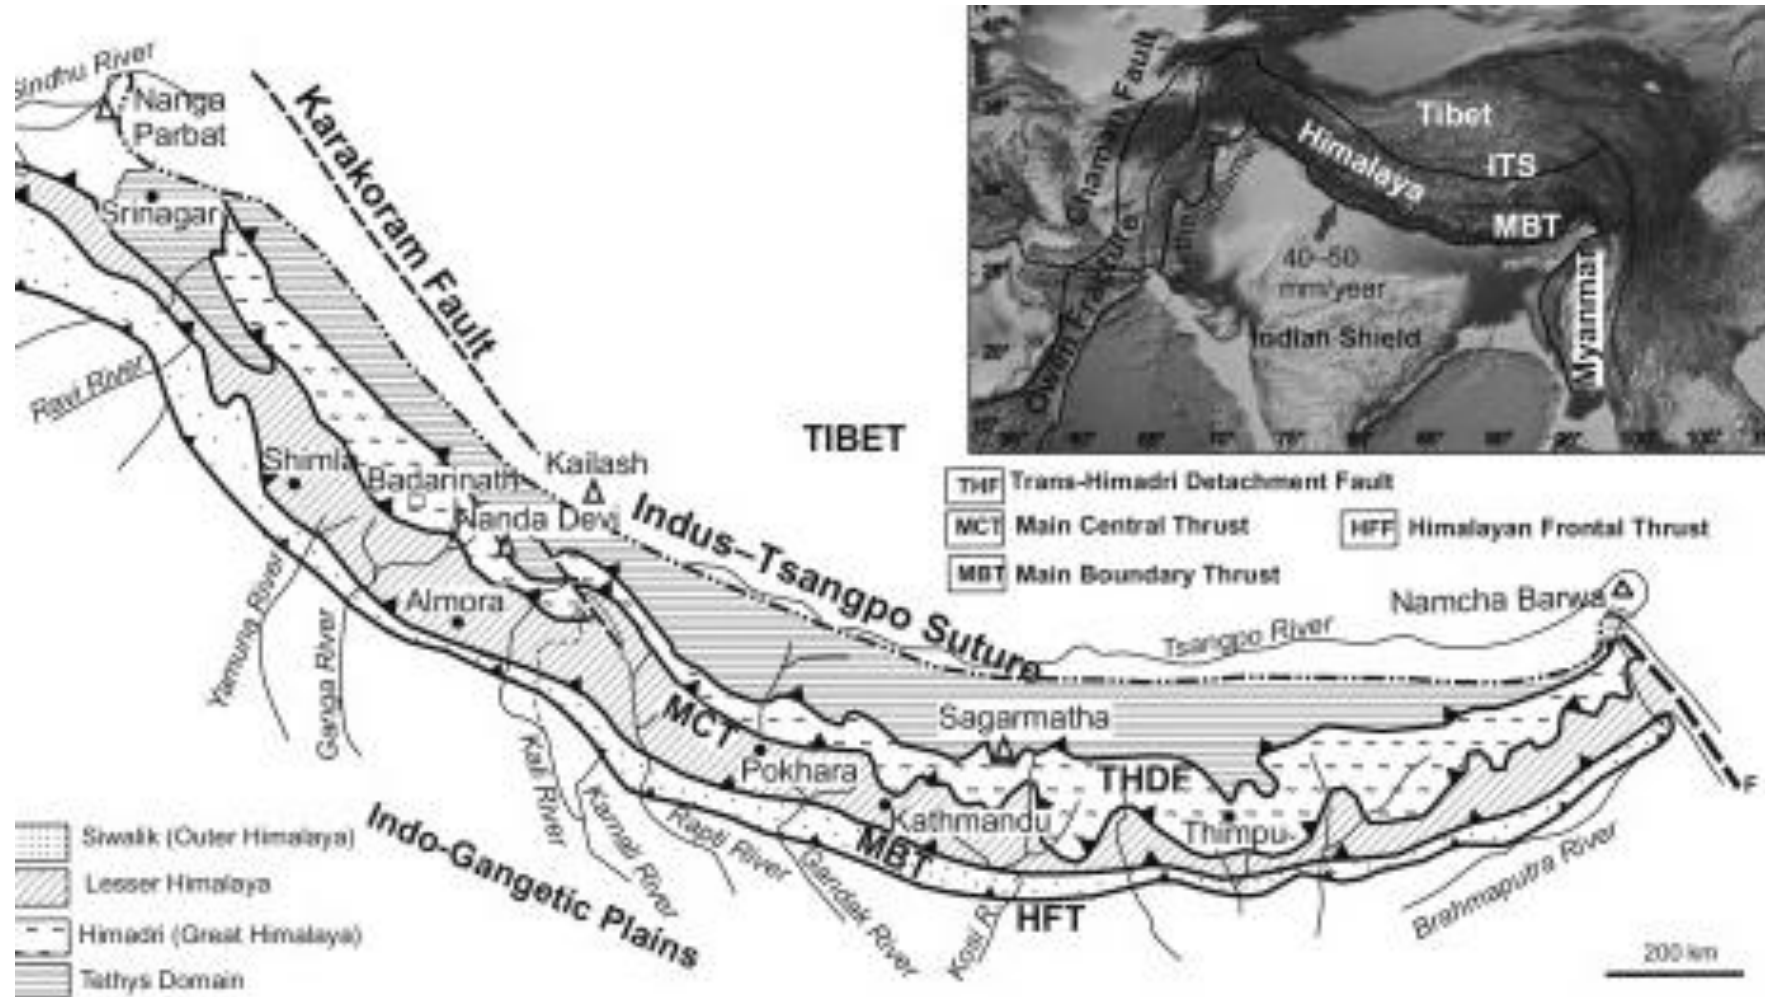 Sindhu River
Nanga
Parbat
Karakoram Fault
Srinagar
Ravi River
Shimla
Badarinath
Nanda Devi
Kailash
TIBET
Indus–Tsangpo Suture
Almora
Yamuna River
Ganga River
Kali River
Karnali River
Rapti River
Gandak River
Kosi R.
MCT
Pokhara
Sagarmatha
THDF
Kathmandu
Thimpu
MBT
HFT
Indo-Gangetic Plains
Tsangpo River
Namcha Barwa
F
Brahmaputra River
200 km
Siwalik (Outer Himalaya)
Lesser Himalaya
Himadri (Great Himalaya)
Tethys Domain
THF Trans-Himadri Detachment Fault
MCT Main Central Thrust
HFF Himalayan Frontal Thrust
MBT Main Boundary Thrust
Chaman Fault
Tibet
Himalaya
ITS
MBT
40–50
mm/year
Indian Shield
Owen Fracture
Myanmar